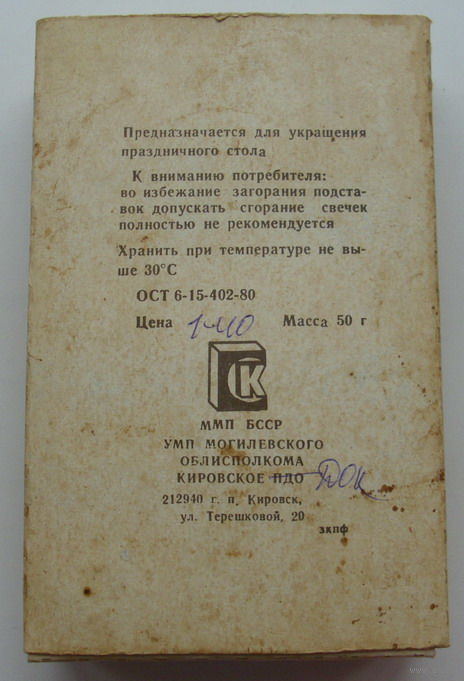 Предназначается для украшения
праздничного стола
К вниманию потребителя:
во избежание загорания подста-
вок допускать сгорание свечек
полностью не рекомендуется
Хранить при температуре не вы-
ше 30°С
ОСТ 6-15-402-80
Цена 1-40 Масса 50 г
СК
ММП БССР
УМП МОГИЛЕВСКОГО
ОБЛИСПОЛКОМА
КИРОВСКОЕ ПДО ДОК
212940 г. п. Кировск,
ул. Терешковой, 20
зкпф